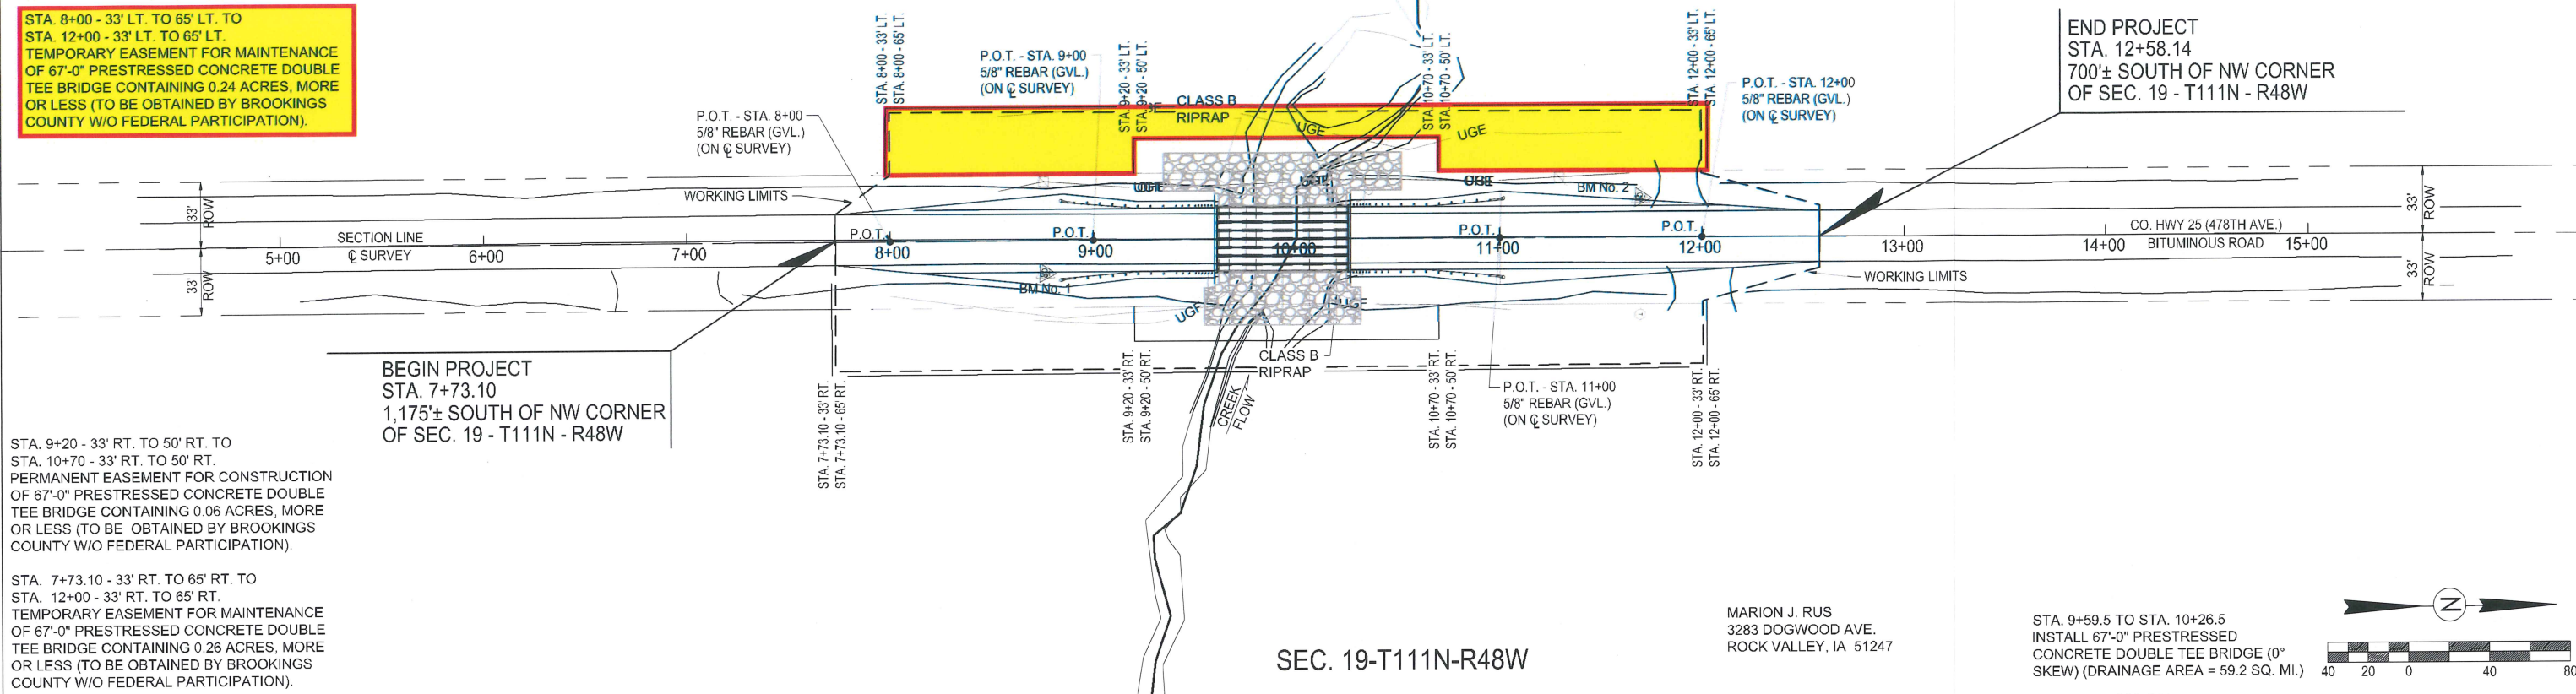 STA. 8+00 - 33' LT. TO 65' LT. TO
STA. 12+00 - 33' LT. TO 65' LT.
TEMPORARY EASEMENT FOR MAINTENANCE
OF 67'-0" PRESTRESSED CONCRETE DOUBLE
TEE BRIDGE CONTAINING 0.24 ACRES, MORE
OR LESS (TO BE OBTAINED BY BROOKINGS
COUNTY W/O FEDERAL PARTICIPATION).
STA. 8+00 - 33' LT.
STA. 8+00 - 65' LT.
P.O.T. - STA. 9+00
5/8" REBAR (GVL.)
(ON ℄ SURVEY)
STA. 9+20 - 33' LT.
STA. 9+20 - 50' LT.
STA. 10+70 - 33' LT.
STA. 10+70 - 50' LT.
STA. 12+00 - 33' LT.
STA. 12+00 - 65' LT.
P.O.T. - STA. 12+00
5/8" REBAR (GVL.)
(ON ℄ SURVEY)
END PROJECT
STA. 12+58.14
700'± SOUTH OF NW CORNER
OF SEC. 19 - T111N - R48W
P.O.T. - STA. 8+00
5/8" REBAR (GVL.)
(ON ℄ SURVEY)
CLASS B
RIPRAP
UGE
UGE
WORKING LIMITS
BM No. 2
33'
ROW
33'
ROW
SECTION LINE
℄ SURVEY
5+00
6+00
7+00
P.O.T.
8+00
P.O.T.
9+00
10+00
P.O.T.
11+00
P.O.T.
12+00
13+00
14+00
CO. HWY 25 (478TH AVE.)
BITUMINOUS ROAD
15+00
33'
ROW
33'
ROW
WORKING LIMITS
BM No. 1
UGE
UGE
CLASS B
RIPRAP
CREEK
FLOW
BEGIN PROJECT
STA. 7+73.10
1,175'± SOUTH OF NW CORNER
OF SEC. 19 - T111N - R48W
STA. 7+73.10 - 33' RT.
STA. 7+73.10 - 65' RT.
STA. 9+20 - 33' RT.
STA. 9+20 - 50' RT.
STA. 10+70 - 33' RT.
STA. 10+70 - 50' RT.
P.O.T. - STA. 11+00
5/8" REBAR (GVL.)
(ON ℄ SURVEY)
STA. 12+00 - 33' RT.
STA. 12+00 - 65' RT.
STA. 9+20 - 33' RT. TO 50' RT. TO
STA. 10+70 - 33' RT. TO 50' RT.
PERMANENT EASEMENT FOR CONSTRUCTION
OF 67'-0" PRESTRESSED CONCRETE DOUBLE
TEE BRIDGE CONTAINING 0.06 ACRES, MORE
OR LESS (TO BE OBTAINED BY BROOKINGS
COUNTY W/O FEDERAL PARTICIPATION).
STA. 7+73.10 - 33' RT. TO 65' RT. TO
STA. 12+00 - 33' RT. TO 65' RT.
TEMPORARY EASEMENT FOR MAINTENANCE
OF 67'-0" PRESTRESSED CONCRETE DOUBLE
TEE BRIDGE CONTAINING 0.26 ACRES, MORE
OR LESS (TO BE OBTAINED BY BROOKINGS
COUNTY W/O FEDERAL PARTICIPATION).
SEC. 19-T111N-R48W
MARION J. RUS
3283 DOGWOOD AVE.
ROCK VALLEY, IA 51247
STA. 9+59.5 TO STA. 10+26.5
INSTALL 67'-0" PRESTRESSED
CONCRETE DOUBLE TEE BRIDGE (0°
SKEW) (DRAINAGE AREA = 59.2 SQ. MI.)
N
40 20 0 40 80